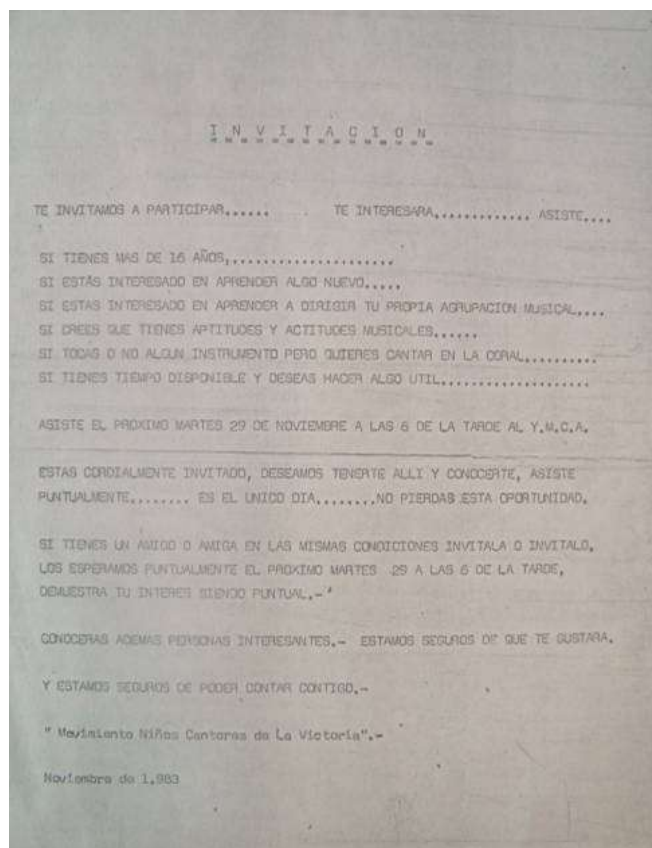 I N V I T A C I O N
TE INVITAMOS A PARTICIPAR...... TE INTERESARA............. ASISTE....
SI TIENES MAS DE 16 AÑOS,.....................
SI ESTÁS INTERESADO EN APRENDER ALGO NUEVO.....
SI ESTAS INTERESADO EN APRENDER A DIRIGIR TU PROPIA AGRUPACION MUSICAL....
SI CREES QUE TIENES APTITUDES Y ACTITUDES MUSICALES......
SI TOCAS O NO ALGUN INSTRUMENTO PERO QUIERES CANTAR EN LA CORAL..........
SI TIENES TIEMPO DISPONIBLE Y DESEAS HACER ALGO UTIL....................
ASISTE EL PROXIMO MARTES 29 DE NOVIEMBRE A LAS 6 DE LA TARDE AL Y.M.C.A.
ESTAS CORDIALMENTE INVITADO, DESEAMOS TENERTE ALLI Y CONOCERTE, ASISTE
PUNTUALMENTE........ ES EL UNICO DIA........NO PIERDAS ESTA OPORTUNIDAD.
SI TIENES UN AMIGO O AMIGA EN LAS MISMAS CONDICIONES INVITALA O INVITALO,
LOS ESPERAMOS PUNTUALMENTE EL PROXIMO MARTES 29 A LAS 6 DE LA TARDE,
DEMUESTRA TU INTERES SIENDO PUNTUAL.-
CONOCERAS ADEMAS PERSONAS INTERESANTES.- ESTAMOS SEGUROS DE QUE TE GUSTARA.
Y ESTAMOS SEGUROS DE PODER CONTAR CONTIGO.-
" Movimiento Niños Cantores de La Victoria".-
Noviembre de 1.983